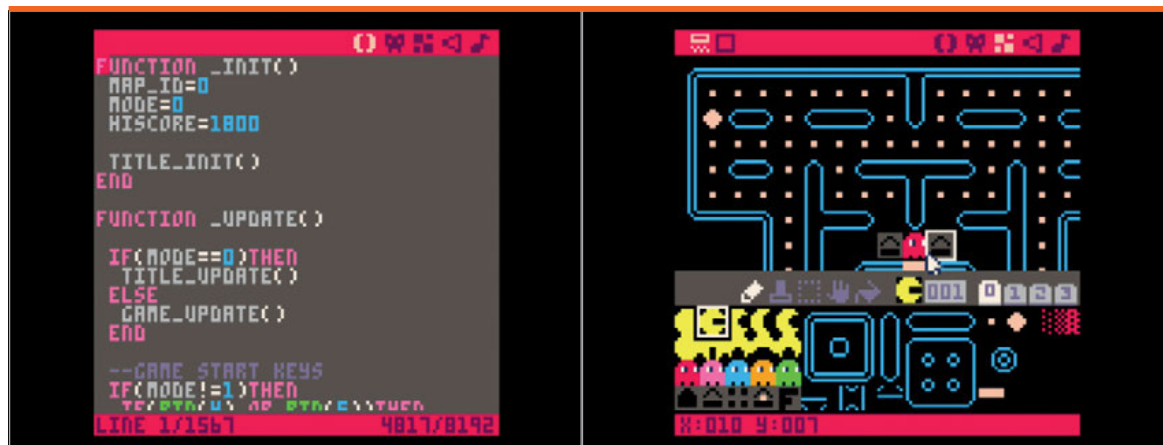 FUNCTION _INIT()
MAP_ID=0
MODE=0
HISCORE=1800
TITLE_INIT()
END
FUNCTION _UPDATE()
IF(MODE==0)THEN
TITLE_UPDATE()
ELSE
GAME_UPDATE()
END
--GAME START KEYS
IF(MODE!=1)THEN
LINE 1/1567 4817/8192
001 0 1 2 3
X:010 Y:007